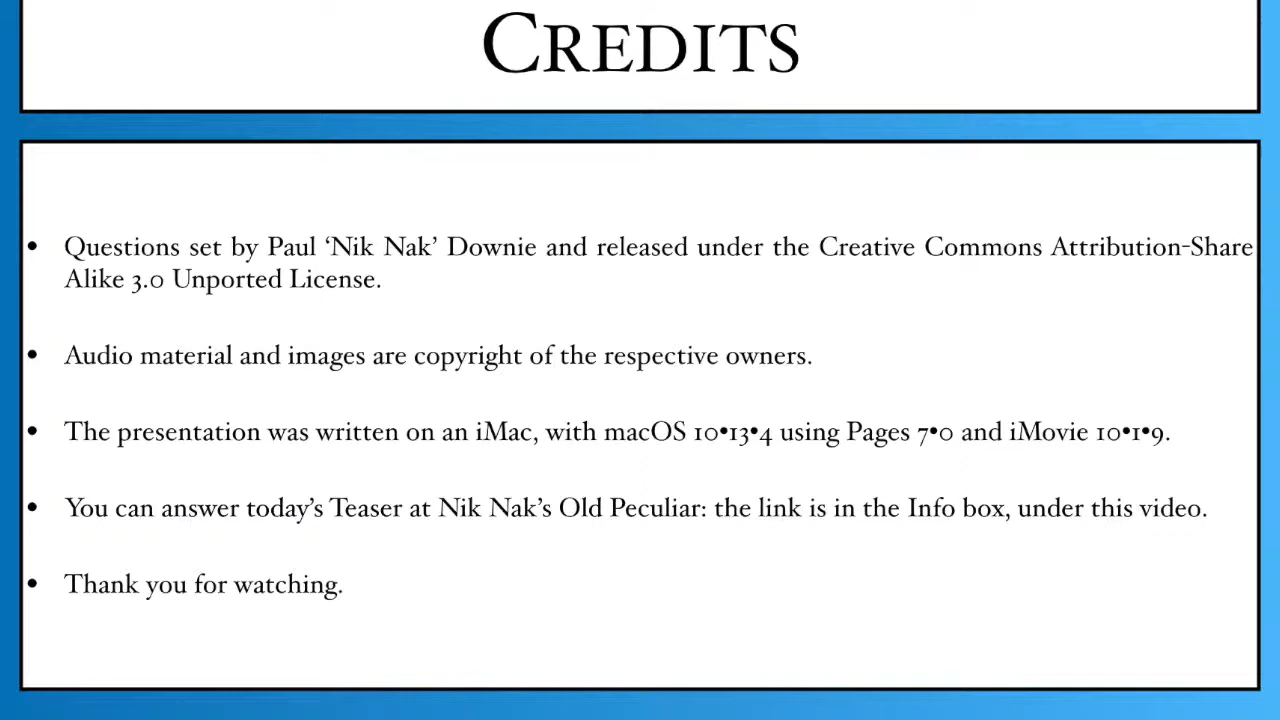 CREDITS
• Questions set by Paul ‘Nik Nak’ Downie and released under the Creative Commons Attribution-Share
Alike 3.0 Unported License.
• Audio material and images are copyright of the respective owners.
• The presentation was written on an iMac, with macOS 10•13•4 using Pages 7•0 and iMovie 10•1•9.
• You can answer today’s Teaser at Nik Nak’s Old Peculiar: the link is in the Info box, under this video.
• Thank you for watching.